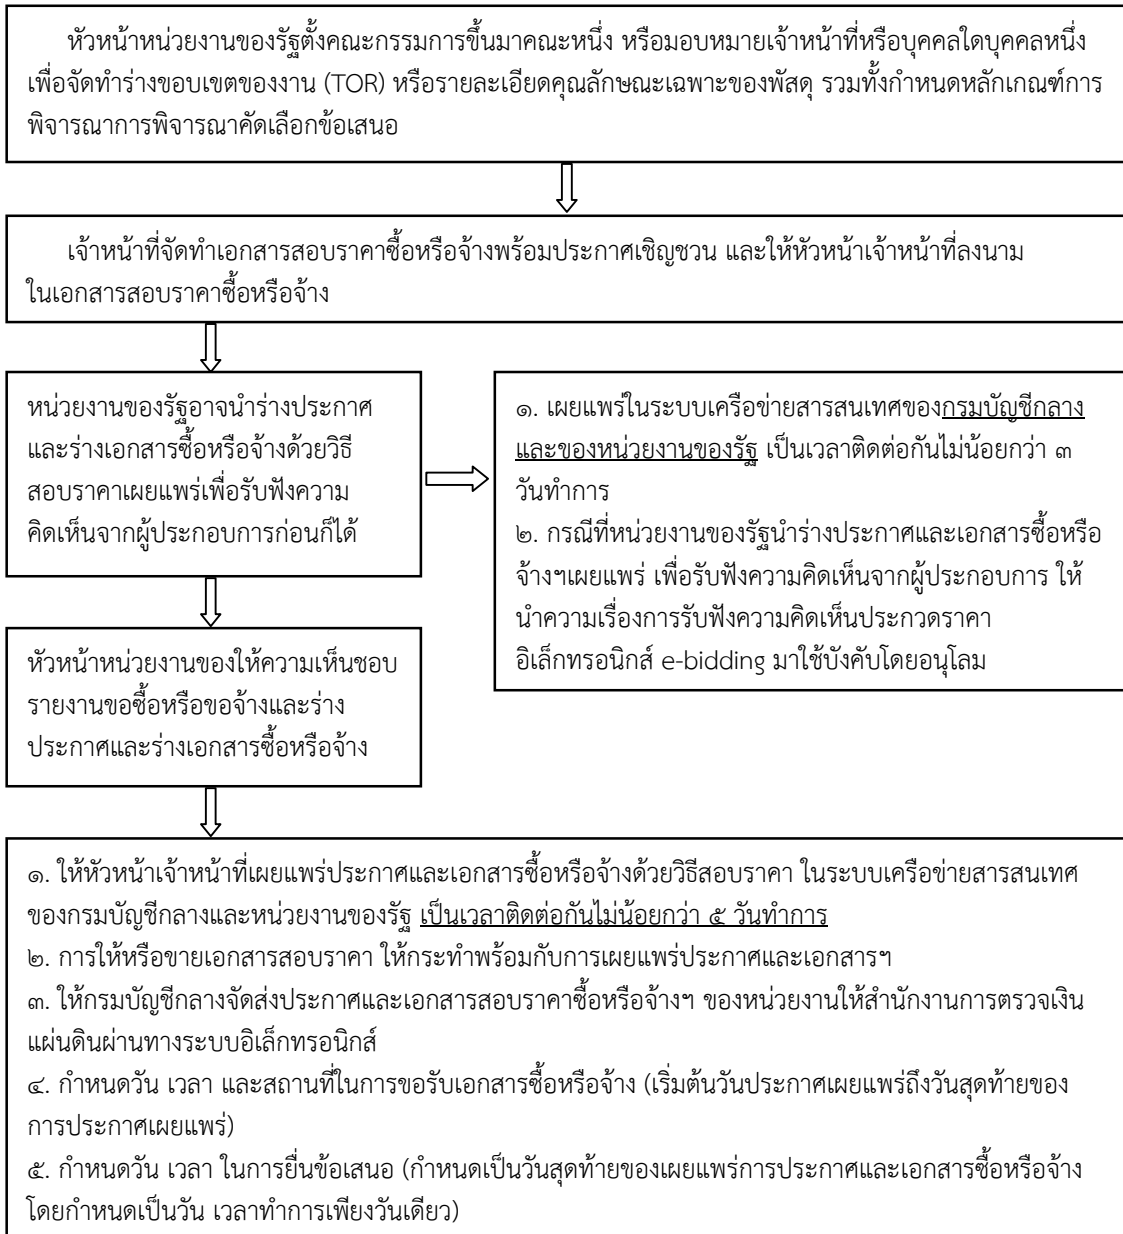 หัวหน้าหน่วยงานของรัฐตั้งคณะกรรมการขึ้นมาคณะหนึ่ง หรือมอบหมายเจ้าหน้าที่หรือบุคคลใดบุคคลหนึ่ง
เพื่อจัดทำร่างขอบเขตของงาน (TOR) หรือรายละเอียดคุณลักษณะเฉพาะของพัสดุ รวมทั้งกำหนดหลักเกณฑ์การ
พิจารณาการพิจารณาคัดเลือกข้อเสนอ
เจ้าหน้าที่จัดทำเอกสารสอบราคาซื้อหรือจ้างพร้อมประกาศเชิญชวน และให้หัวหน้าเจ้าหน้าที่ลงนาม
ในเอกสารสอบราคาซื้อหรือจ้าง
หน่วยงานของรัฐอาจนำร่างประกาศ
และร่างเอกสารซื้อหรือจ้างด้วยวิธี
สอบราคาเผยแพร่เพื่อรับฟังความ
คิดเห็นจากผู้ประกอบการก่อนก็ได้
๑. เผยแพร่ในระบบเครือข่ายสารสนเทศของกรมบัญชีกลาง
และของหน่วยงานของรัฐ เป็นเวลาติดต่อกันไม่น้อยกว่า ๓
วันทำการ
๒. กรณีที่หน่วยงานของรัฐนำร่างประกาศและเอกสารซื้อหรือ
จ้างฯเผยแพร่ เพื่อรับฟังความคิดเห็นจากผู้ประกอบการ ให้
นำความเรื่องการรับฟังความคิดเห็นประกวดราคา
อิเล็กทรอนิกส์ e-bidding มาใช้บังคับโดยอนุโลม
หัวหน้าหน่วยงานของให้ความเห็นชอบ
รายงานขอซื้อหรือขอจ้างและร่าง
ประกาศและร่างเอกสารซื้อหรือจ้าง
๑. ให้หัวหน้าเจ้าหน้าที่เผยแพร่ประกาศและเอกสารซื้อหรือจ้างด้วยวิธีสอบราคา ในระบบเครือข่ายสารสนเทศ
ของกรมบัญชีกลางและหน่วยงานของรัฐ เป็นเวลาติดต่อกันไม่น้อยกว่า ๕ วันทำการ
๒. การให้หรือขายเอกสารสอบราคา ให้กระทำพร้อมกับการเผยแพร่ประกาศและเอกสารฯ
๓. ให้กรมบัญชีกลางจัดส่งประกาศและเอกสารสอบราคาซื้อหรือจ้างฯ ของหน่วยงานให้สำนักงานการตรวจเงิน
แผ่นดินผ่านทางระบบอิเล็กทรอนิกส์
๔. กำหนดวัน เวลา และสถานที่ในการขอรับเอกสารซื้อหรือจ้าง (เริ่มต้นวันประกาศเผยแพร่ถึงวันสุดท้ายของ
การประกาศเผยแพร่)
๕. กำหนดวัน เวลา ในการยื่นข้อเสนอ (กำหนดเป็นวันสุดท้ายของเผยแพร่การประกาศและเอกสารซื้อหรือจ้าง
โดยกำหนดเป็นวัน เวลาทำการเพียงวันเดียว)